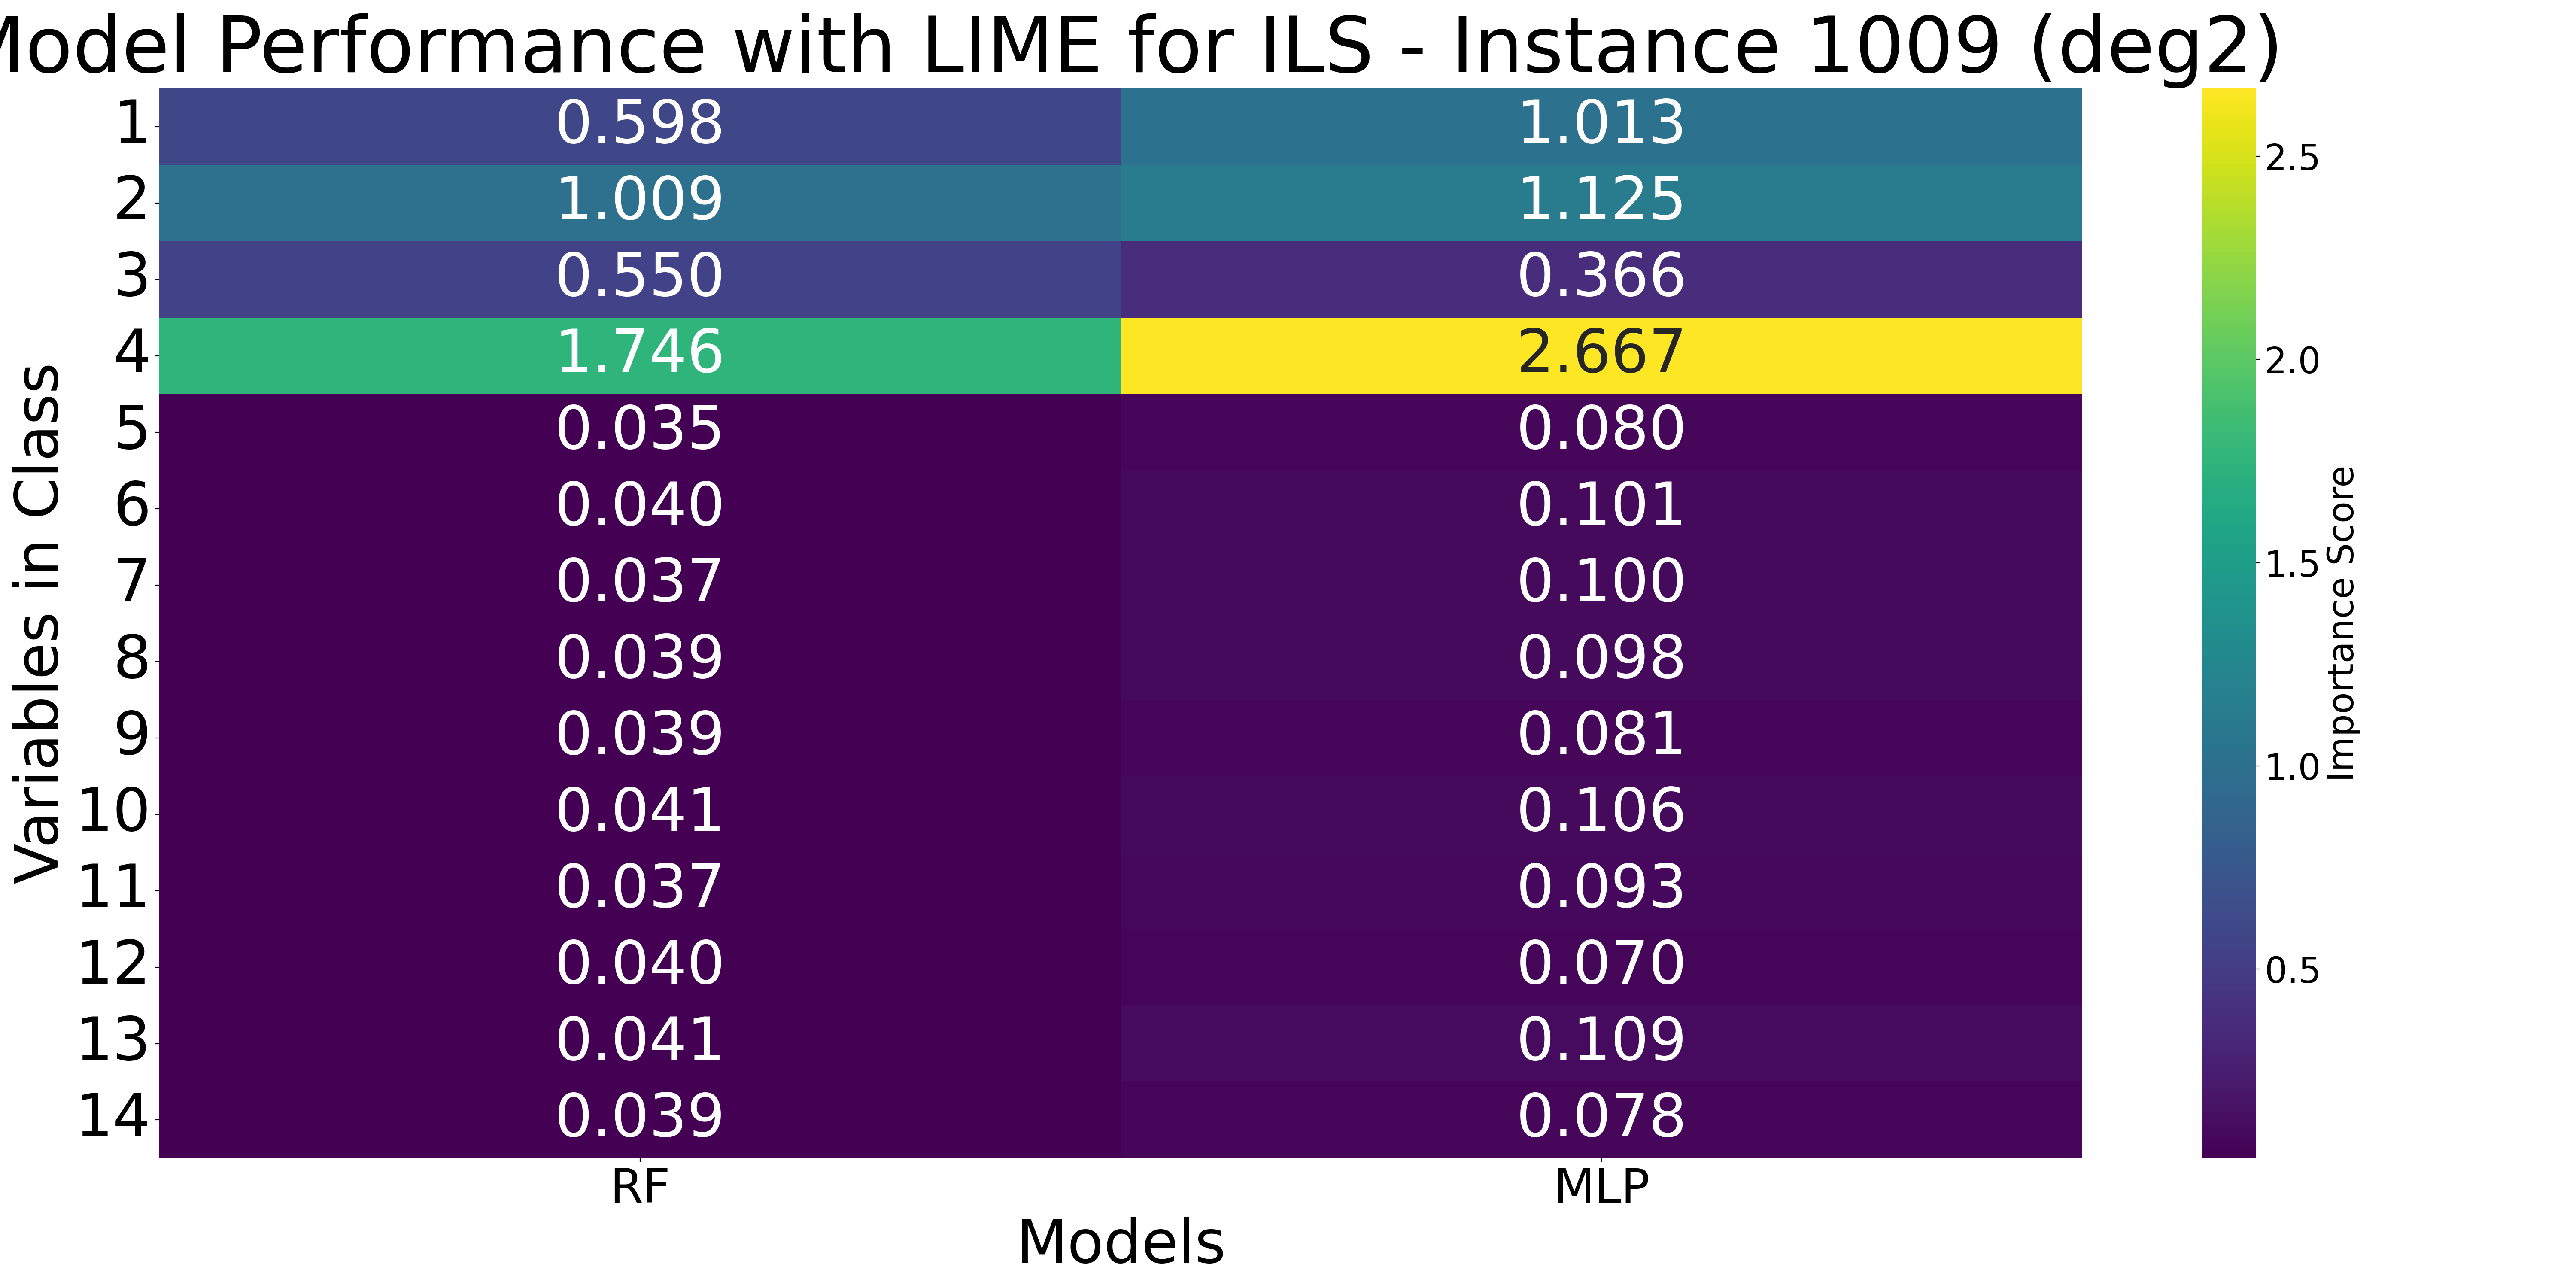 Model Performance with LIME for ILS - Instance 1009 (deg2)
1 0.598 1.013
2 1.009 1.125
3 0.550 0.366
4 1.746 2.667
5 0.035 0.080
6 0.040 0.101
7 0.037 0.100
8 0.039 0.098
9 0.039 0.081
10 0.041 0.106
11 0.037 0.093
12 0.040 0.070
13 0.041 0.109
14 0.039 0.078
RF MLP
Models
Variables in Class
2.5
2.0
1.5
1.0
0.5
Importance Score